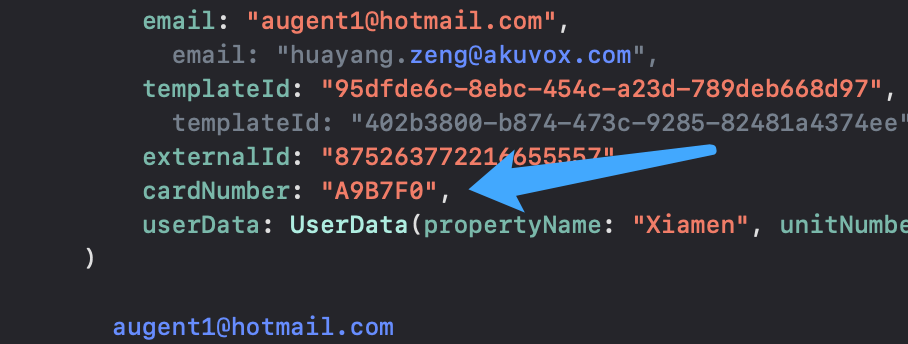 email: "augent1@hotmail.com",
email: "huayang.zeng@akuvox.com",
templateId: "95dfde6c-8ebc-454c-a23d-789deb668d97",
templateId: "402b3800-b874-473c-9285-82481a4374ee"
externalId: "8752637722216655557"
cardNumber: "A9B7F0",
userData: UserData(propertyName: "Xiamen", unitNumbe
)
augent1@hotmail.com